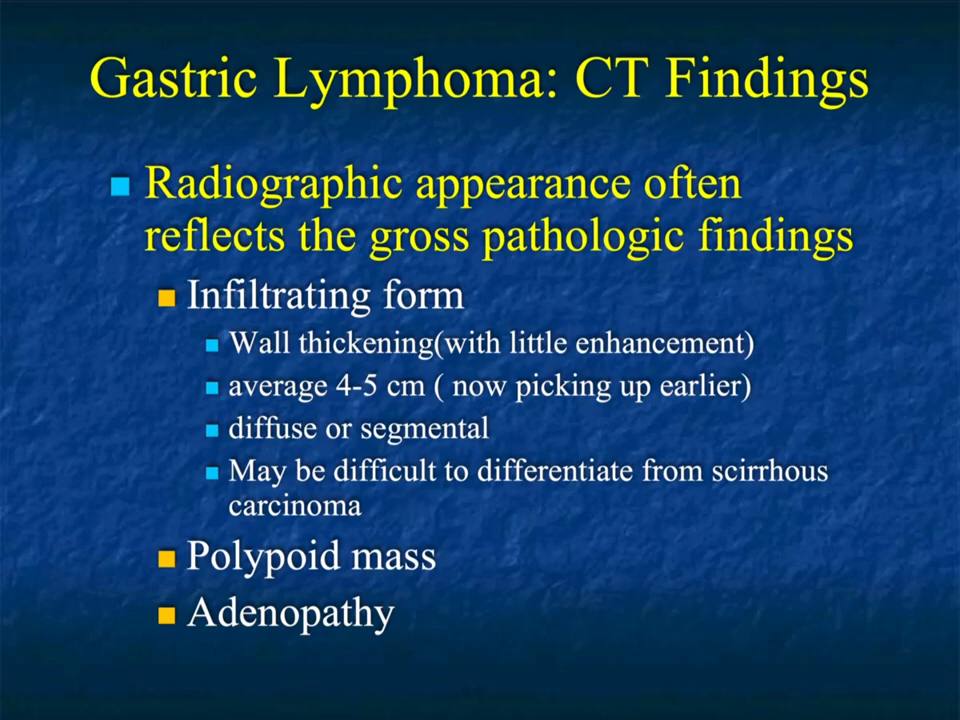 Gastric Lymphoma: CT Findings
Radiographic appearance often
reflects the gross pathologic findings
Infiltrating form
Wall thickening(with little enhancement)
average 4-5 cm ( now picking up earlier)
diffuse or segmental
May be difficult to differentiate from scirrhous
carcinoma
Polypoid mass
Adenopathy